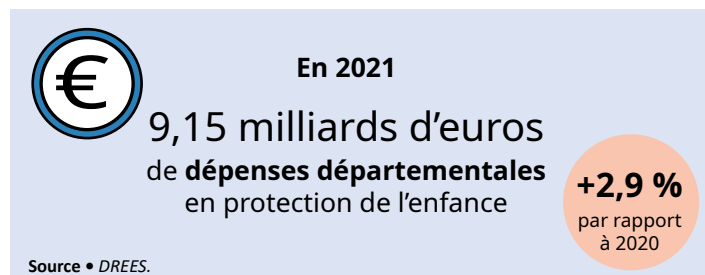 €
En 2021
9,15 milliards d’euros
de dépenses départementales
en protection de l’enfance
+2,9 %
par rapport
à 2020
Source • DREES.